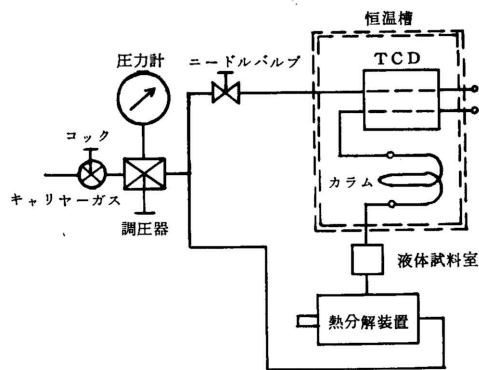 恒温槽
圧力計
ニードルバルブ
TCD
コック
カラム
キャリヤーガス
調圧器
液体試料室
熱分解装置